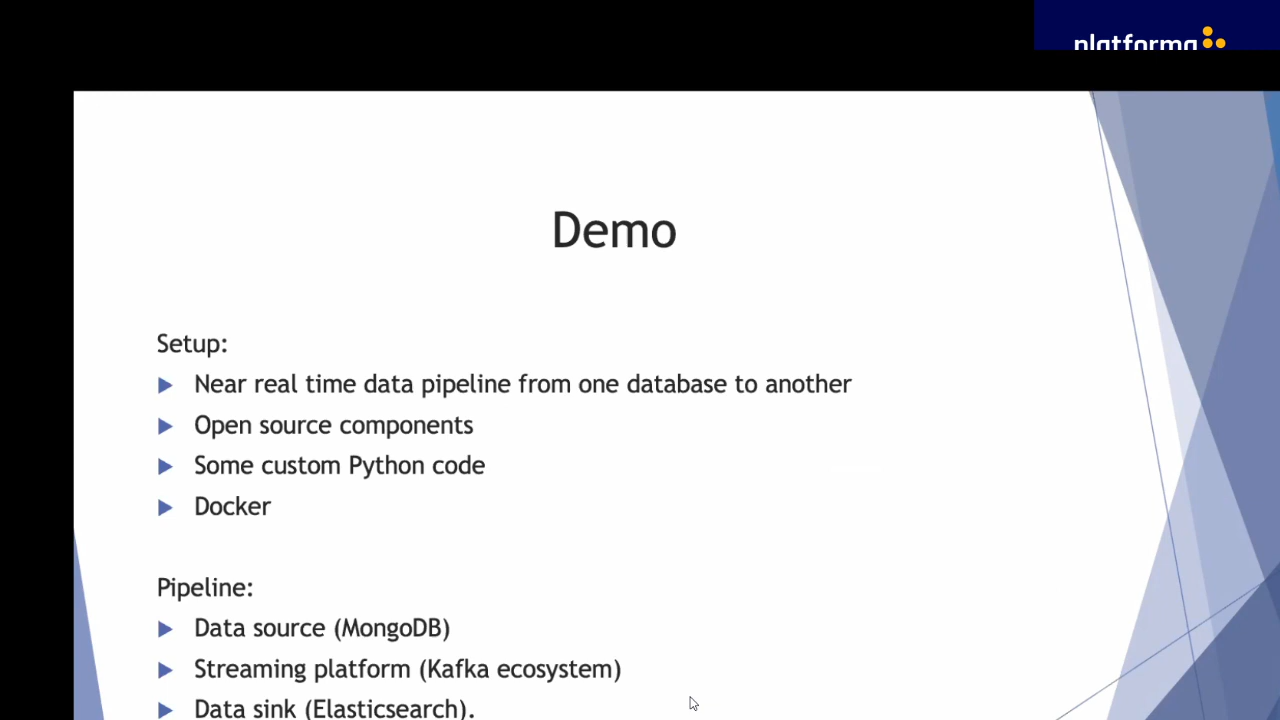 platforma
Demo
Setup:
Near real time data pipeline from one database to another
Open source components
Some custom Python code
Docker
Pipeline:
Data source (MongoDB)
Streaming platform (Kafka ecosystem)
Data sink (Elasticsearch).